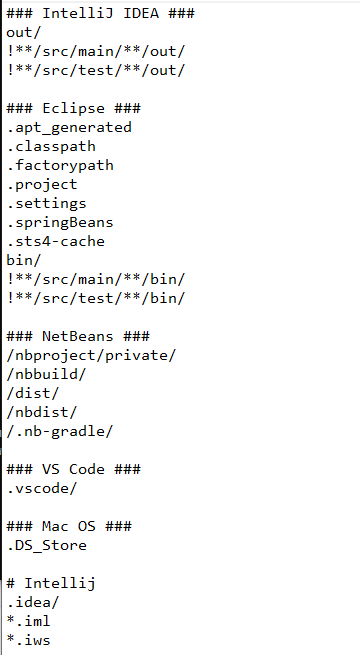 ### IntelliJ IDEA ###
out/
!**/src/main/**/out/
!**/src/test/**/out/

### Eclipse ###
.apt_generated
.classpath
.factorypath
.project
.settings
.springBeans
.sts4-cache
bin/
!**/src/main/**/bin/
!**/src/test/**/bin/

### NetBeans ###
/nbproject/private/
/nbbuild/
/dist/
/nbdist/
/.nb-gradle/

### VS Code ###
.vscode/

### Mac OS ###
.DS_Store

# Intellij
.idea/
*.iml
*.iws